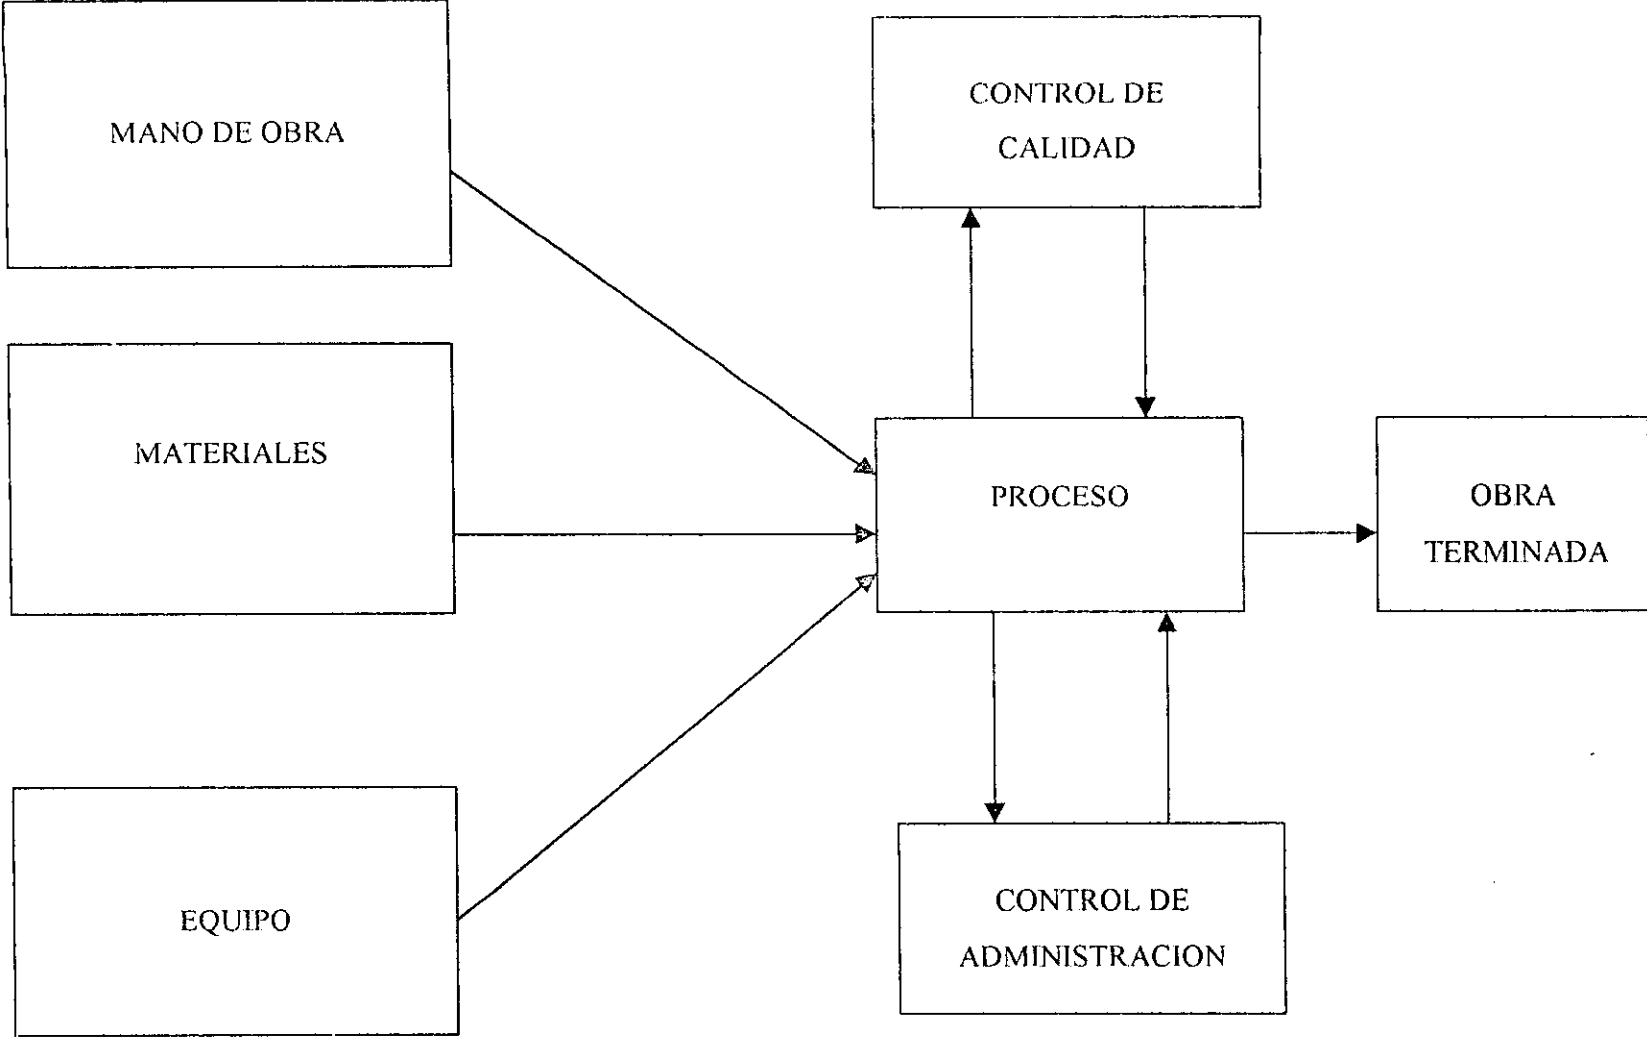 MANO DE OBRA
MATERIALES
EQUIPO
CONTROL DE
CALIDAD
PROCESO
CONTROL DE
ADMINISTRACION
OBRA
TERMINADA